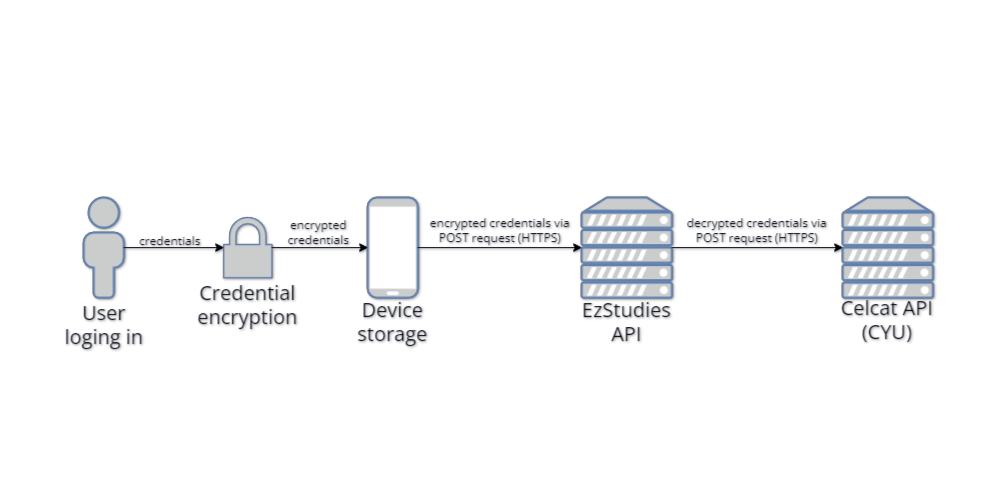 credentials
encrypted
credentials
encrypted credentials via
POST request (HTTPS)
decrypted credentials via
POST request (HTTPS)
User
loging in
Credential
encryption
Device
storage
EzStudies
API
Celcat API
(CYU)